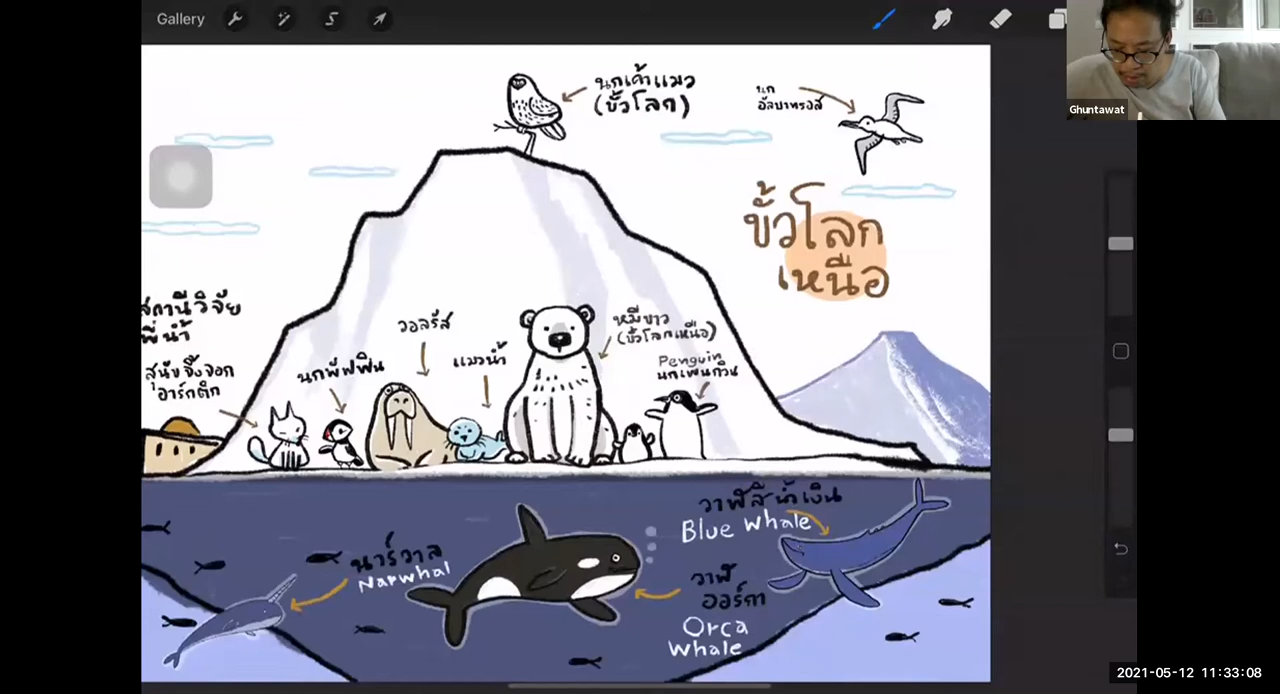 Gallery
Ghuntawat
นกเค้าแมว
(ขั้วโลก)
นก
อัลบาทรอส
ขั้วโลก
เหนือ
สถานีวิจัย
พี่น้ำ
สุนัขจิ้งจอก
อาร์กติก
นกพัฟฟิน
วอลรัส
แมวน้ำ
หมีขาว
(ขั้วโลกเหนือ)
Penguin
นกเพนกวิน
วาฬสีน้ำเงิน
Blue Whale
นาร์วาล
Narwhal
วาฬ
ออร์กา
Orca
Whale
2021-05-12 11:33:08